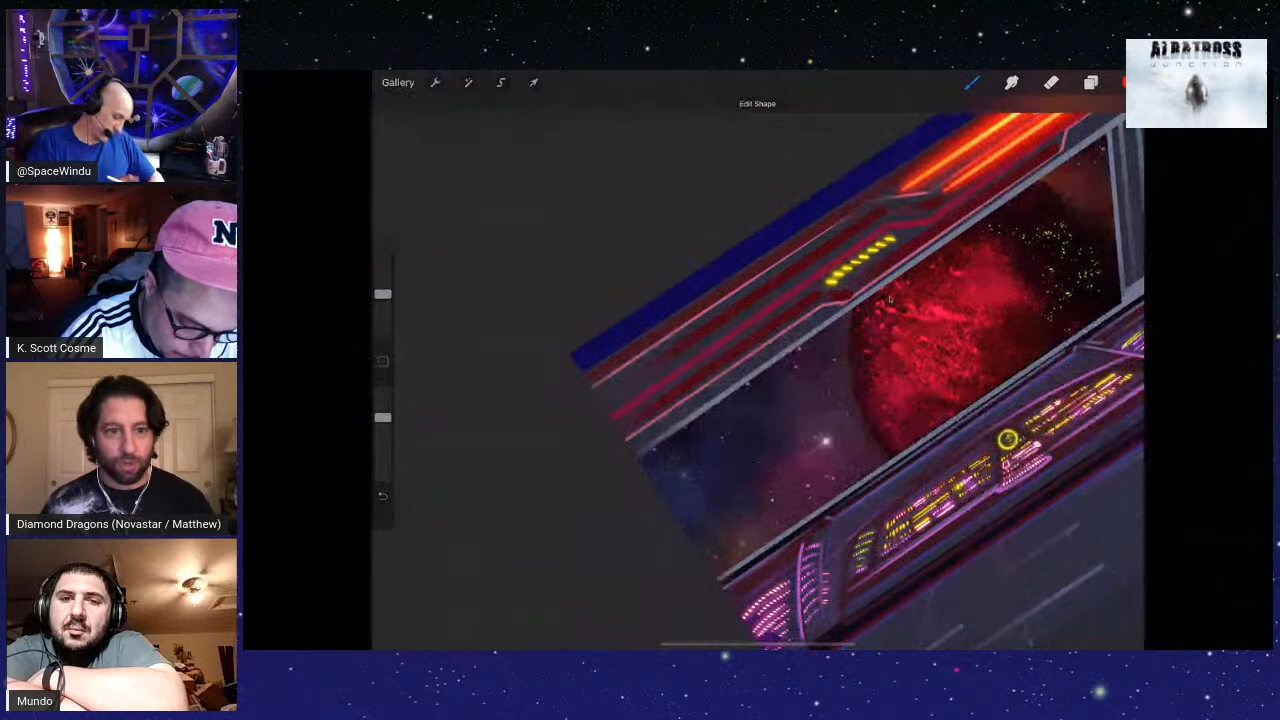 Gallery
Edit Shape
ALBATROSS
JUNCTION
@SpaceWindu
N
K. Scott Cosme
Diamond Dragons (Novastar / Matthew)
Mundo